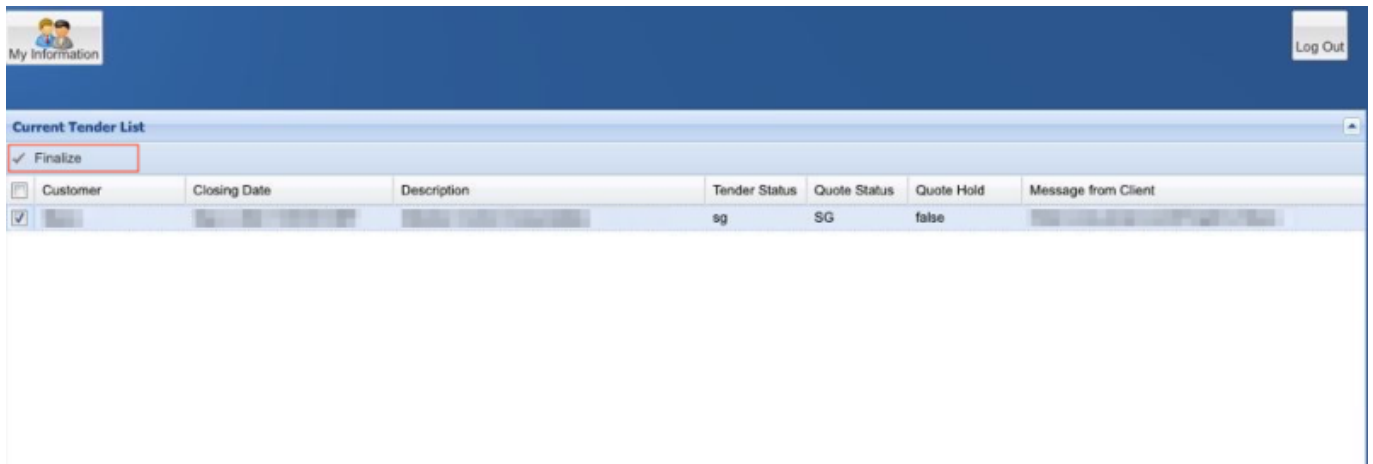 My Information
Log Out
Current Tender List
Finalize
Customer Closing Date Description Tender Status Quote Status Quote Hold Message from Client
sg SG false